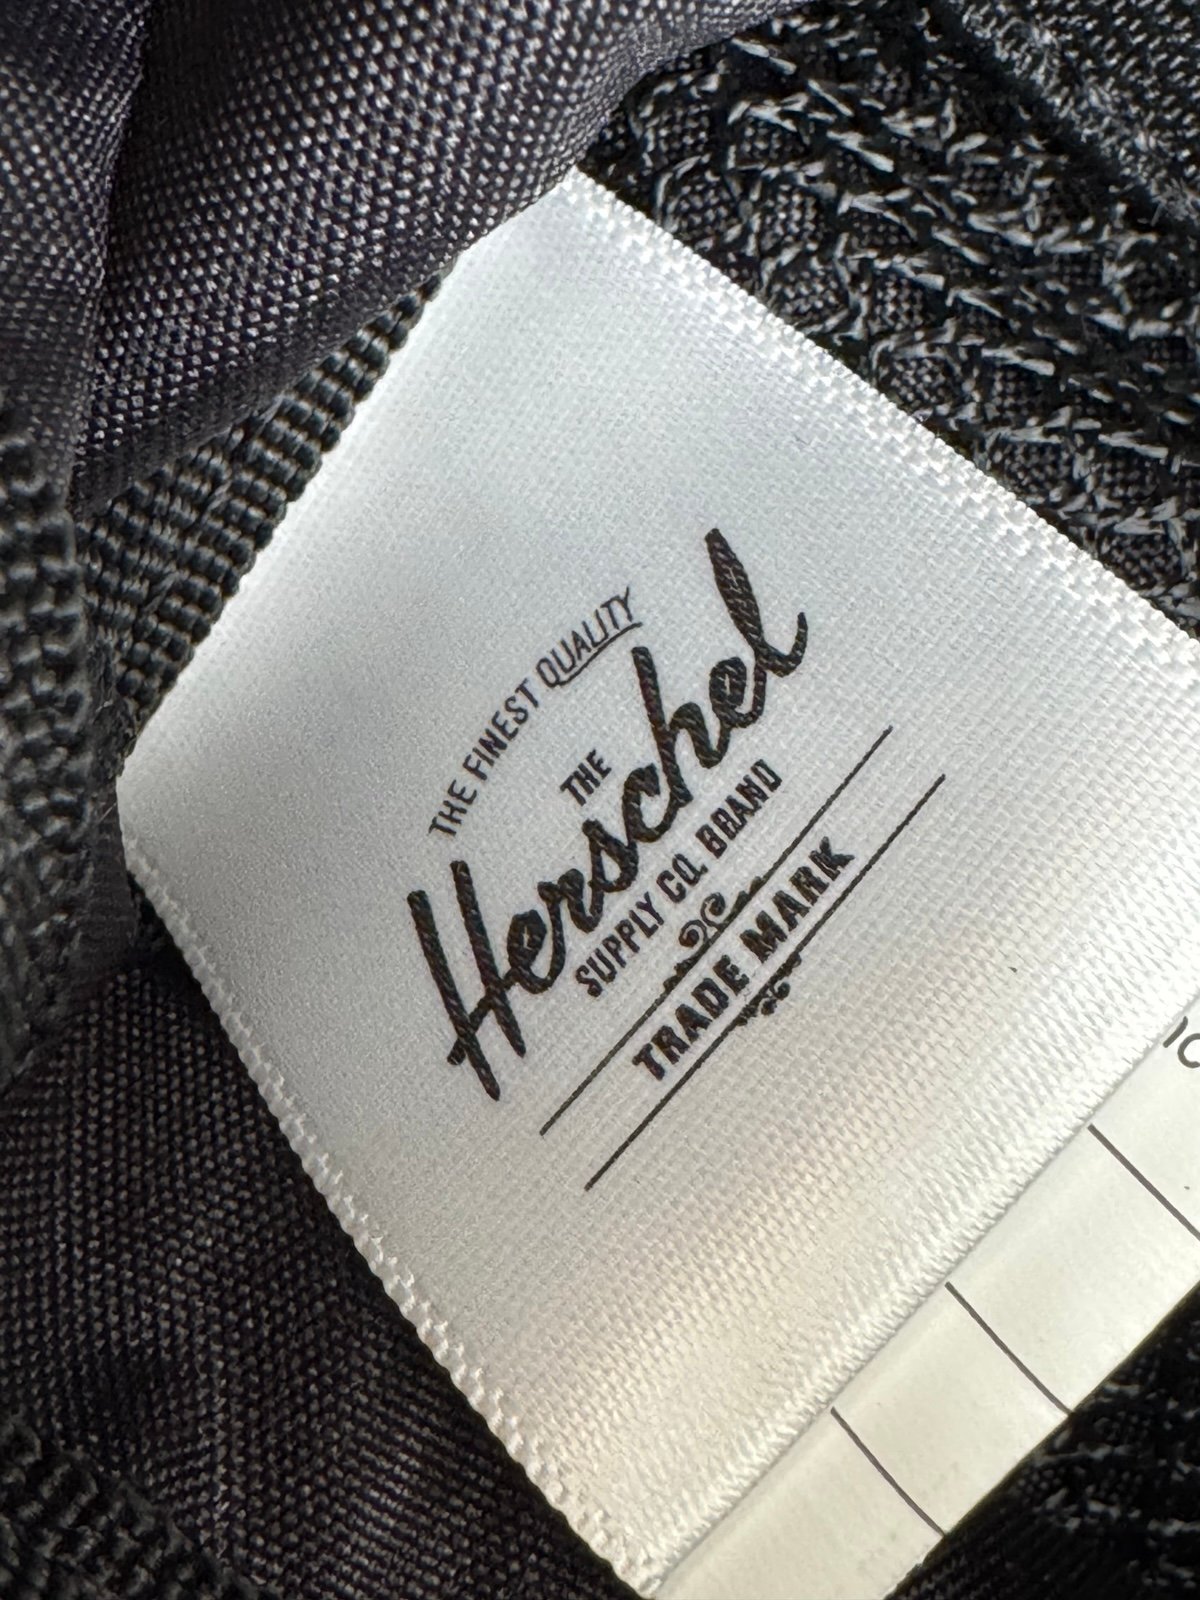 THE FINEST QUALITY
THE
Herschel
SUPPLY CO. BRAND
TRADE MARK